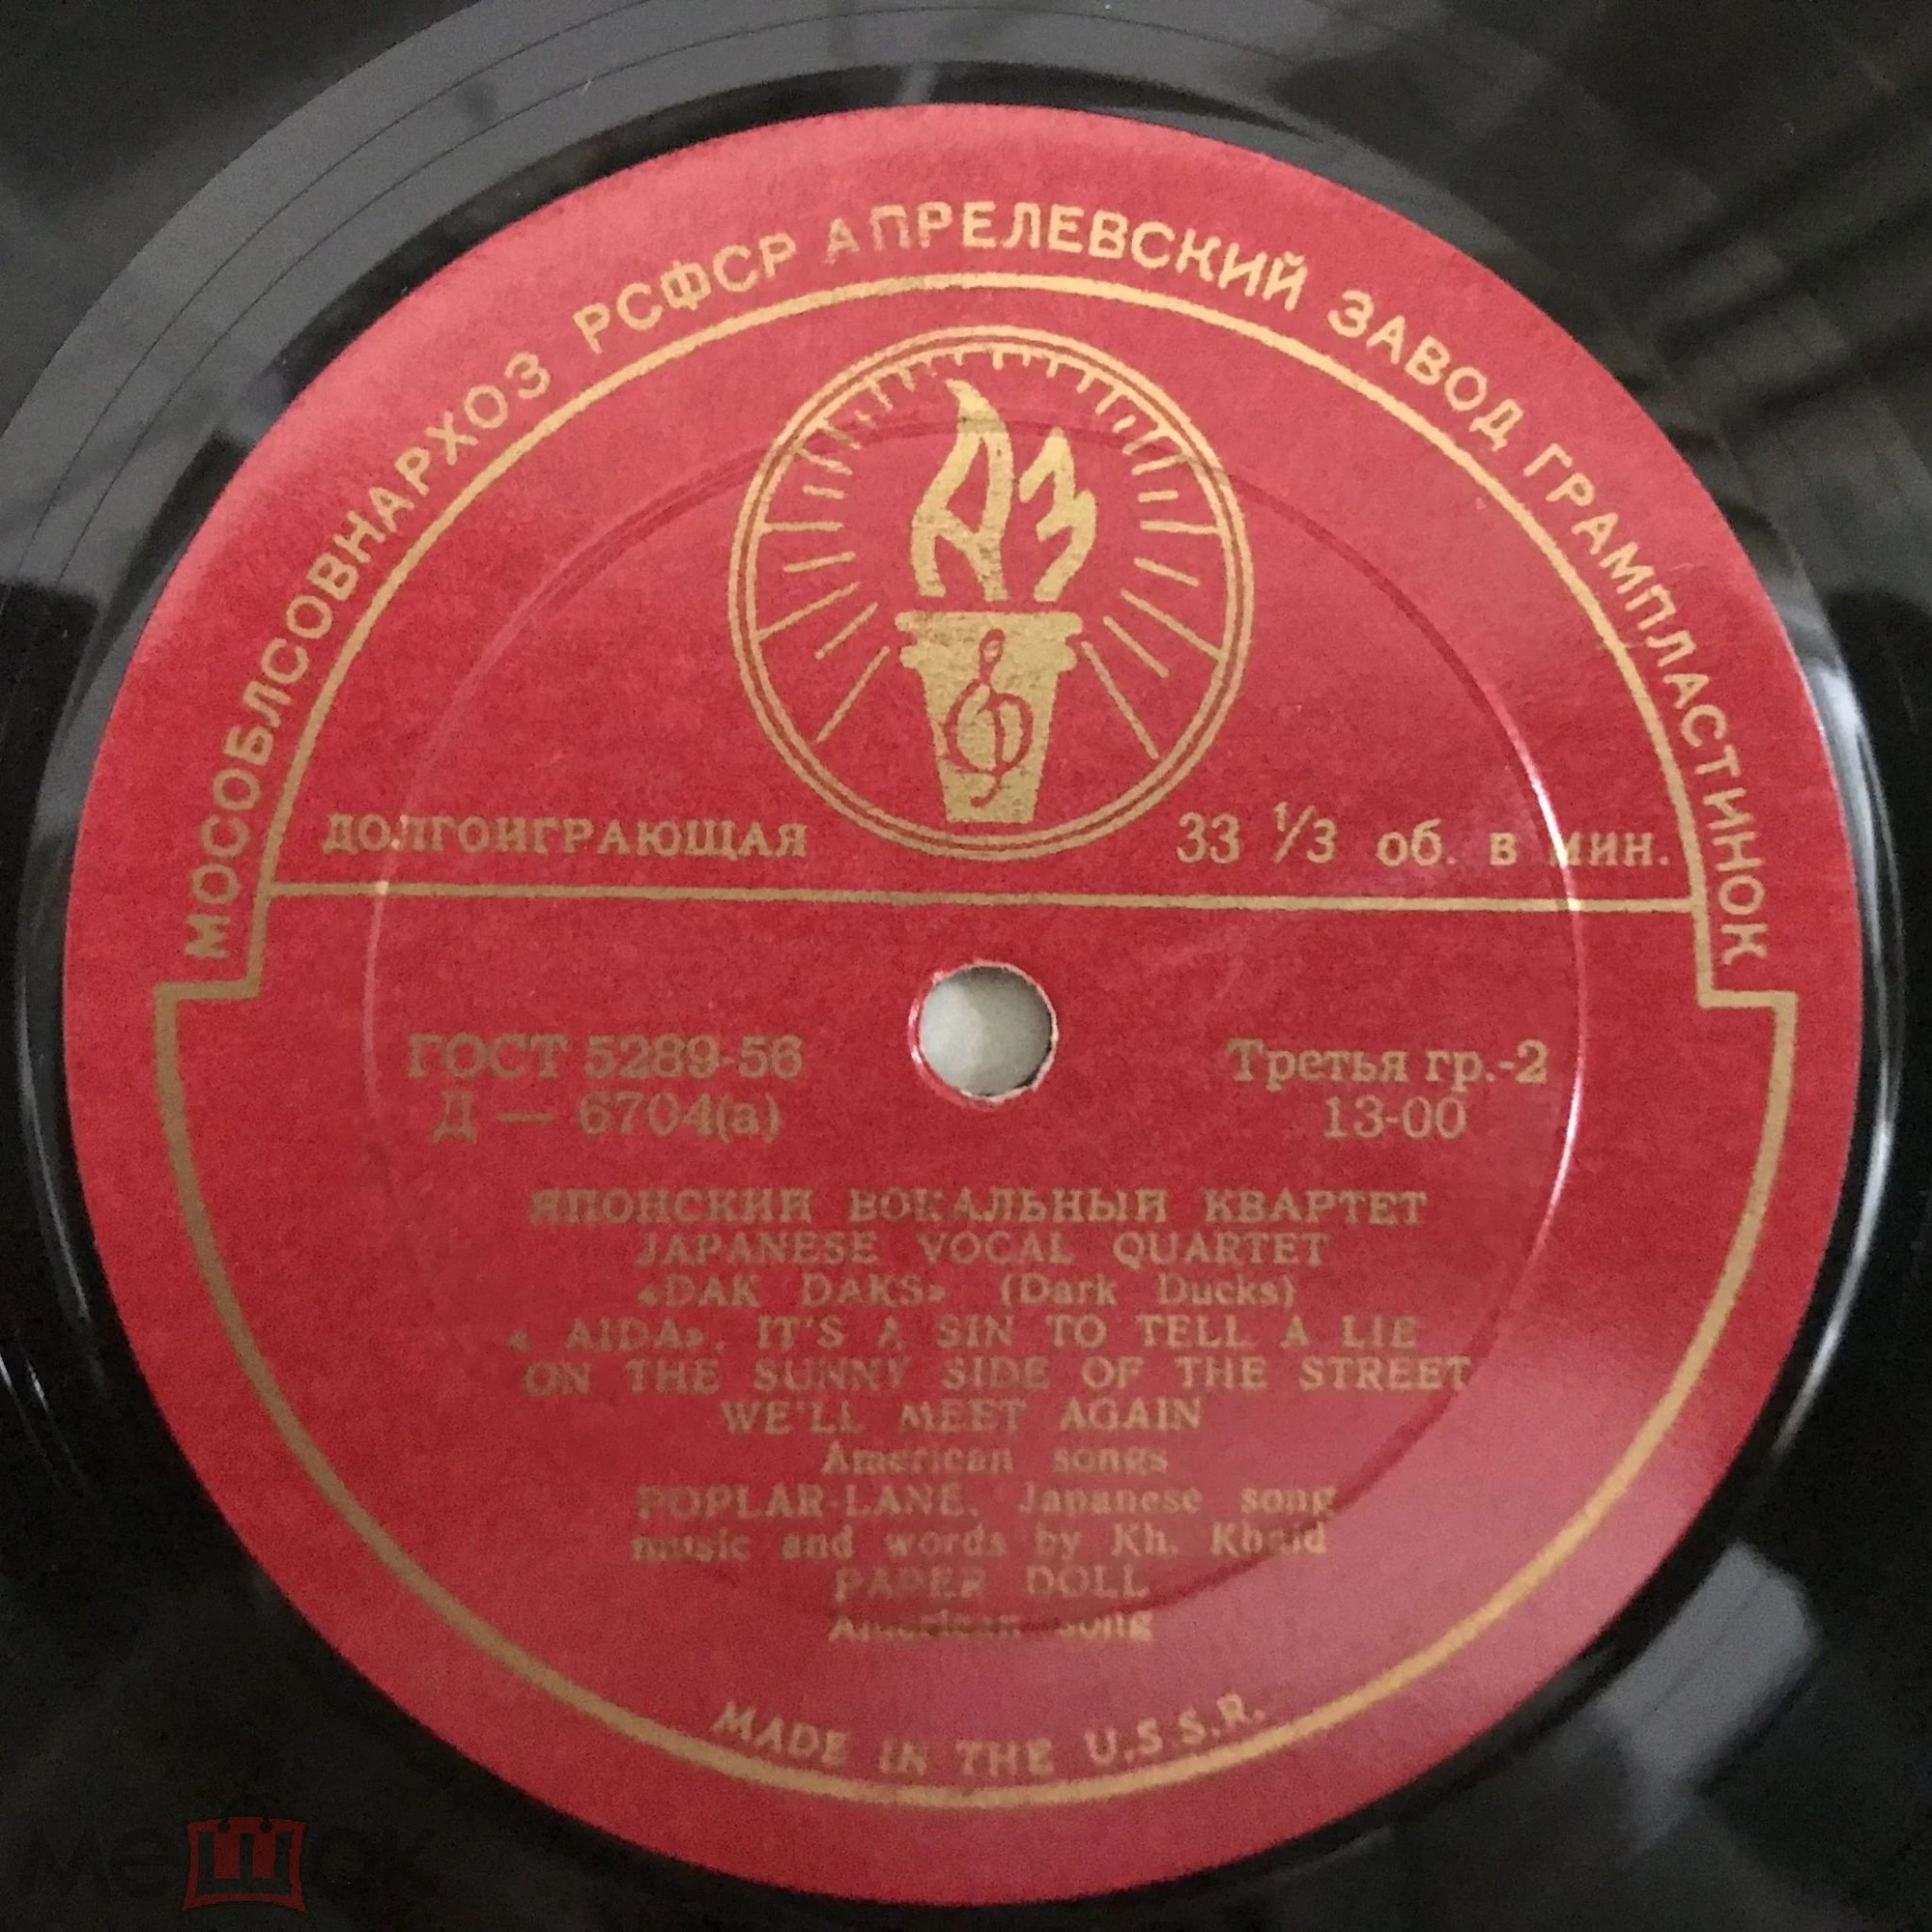 МОСОБЛСОВНАРХОЗ РСФСР АПРЕЛЕВСКИЙ ЗАВОД ГРАМПЛАСТИНОК
АЗ
ДОЛГОИГРАЮЩАЯ 33 1/3 об. в мин.
ГОСТ 5289-56 Третья гр.-2
Д — 6704(а) 13-00
ЯПОНСКИЙ ВОКАЛЬНЫЙ КВАРТЕТ
JAPANESE VOCAL QUARTET
«DAK DAKS» (Dark Ducks)
« AIDA», IT'S A SIN TO TELL A LIE
ON THE SUNNY SIDE OF THE STREET
WE'LL MEET AGAIN
American songs
POPLAR-LANE, Japanese song
music and words by Kh. Khaid
PAPER DOLL
American song
MADE IN THE U.S.S.R.
мешок